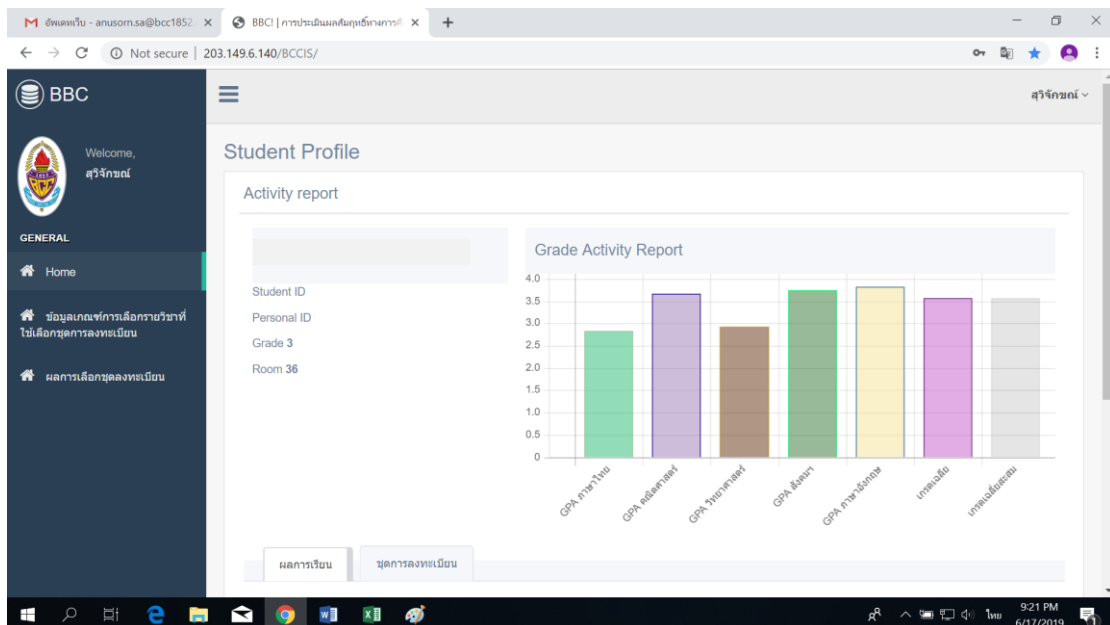 อัพเดทเว็บ - anusorn.sa@bcc1852.
BBC! | การประเมินผลสัมฤทธิ์ทางการศึ
Not secure | 203.149.6.140/BCCIS/
BBC
สุวิจักขณ์
Welcome,
สุวิจักขณ์
GENERAL
Home
ข้อมูลเกณฑ์การเลือกรายวิชาที่
ใช้เลือกชุดการลงทะเบียน
ผลการเลือกชุดลงทะเบียน
Student Profile
Activity report
Student ID
Personal ID
Grade 3
Room 36
Grade Activity Report
4.0
3.5
3.0
2.5
2.0
1.5
1.0
0.5
0
GPA ภาษาไทย
GPA คณิตศาสตร์
GPA วิทยาศาสตร์
GPA สังคมฯ
GPA ภาษาอังกฤษ
เกรดเฉลี่ย
เกรดเฉลี่ยสะสม
ผลการเรียน
ชุดการลงทะเบียน
ไทย
9:21 PM
6/17/2019